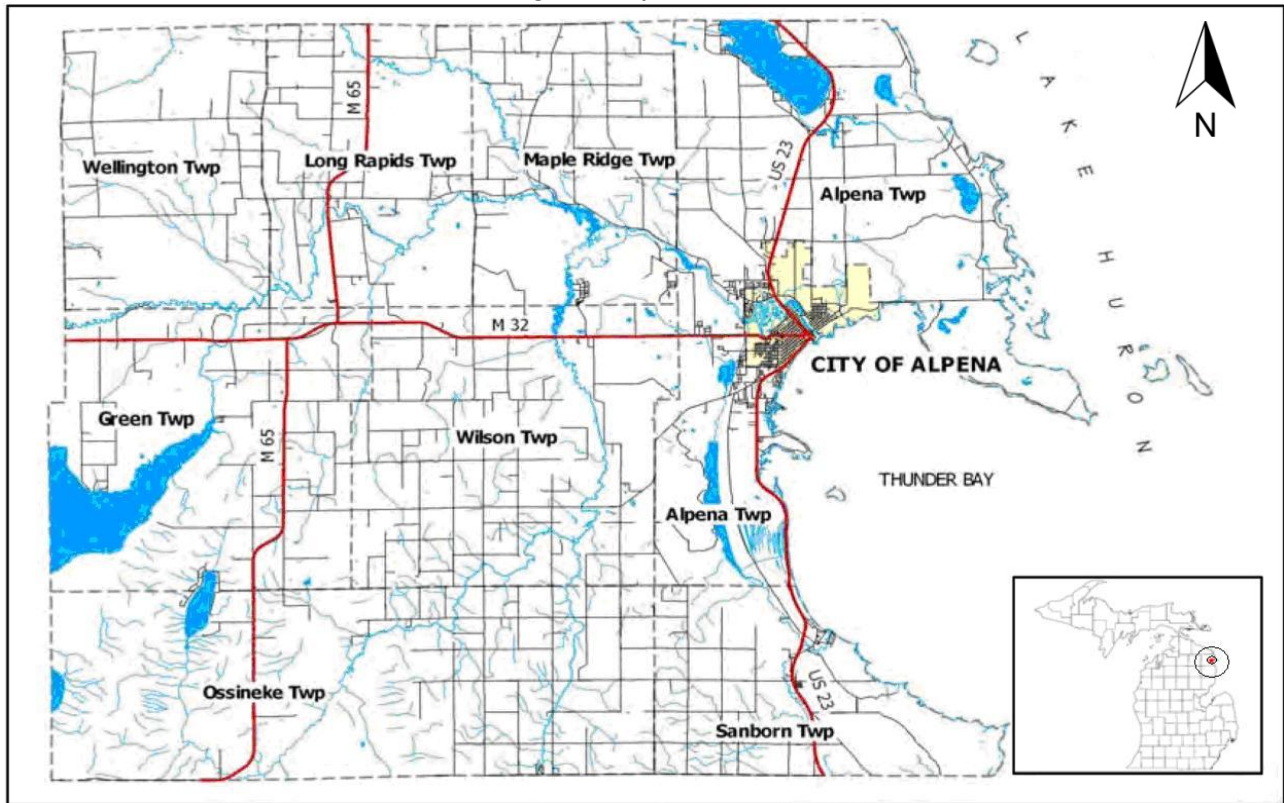 N
LAKE HURON
M 65
US 23
Wellington Twp
Long Rapids Twp
Maple Ridge Twp
Alpena Twp
M 32
CITY OF ALPENA
Green Twp
M 65
Wilson Twp
THUNDER BAY
Alpena Twp
Ossineke Twp
US 23
Sanborn Twp